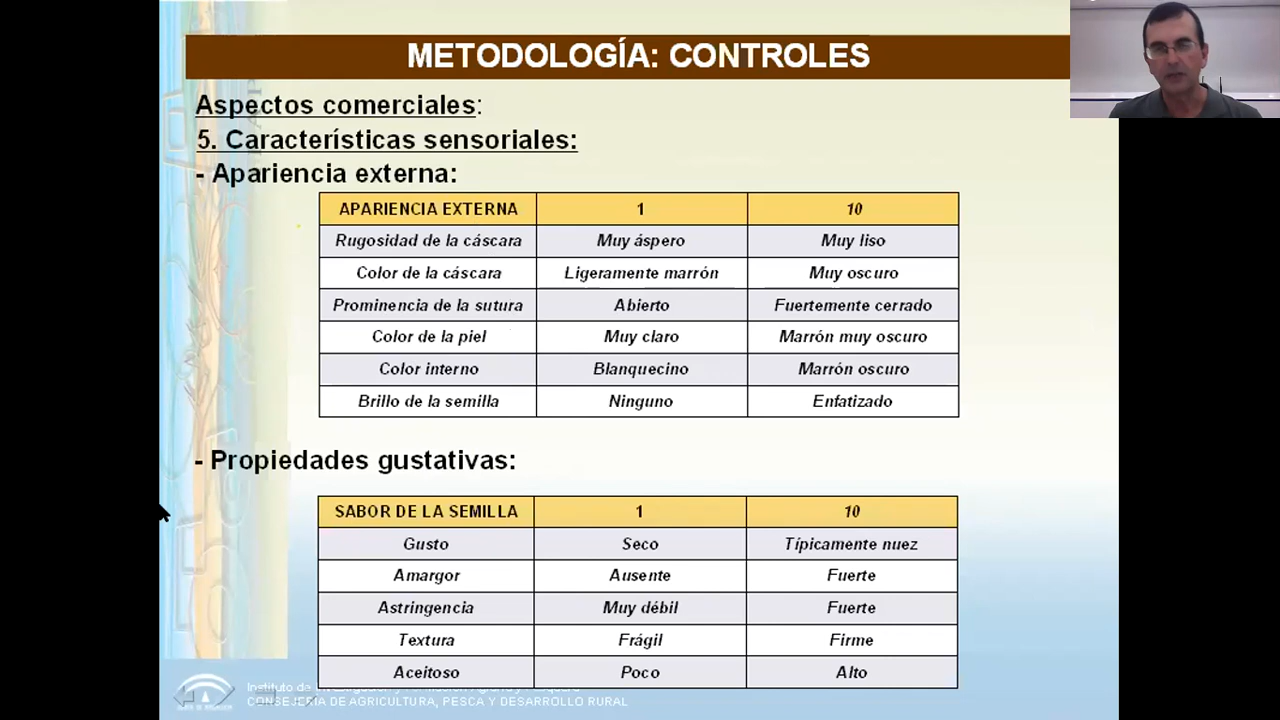 METODOLOGÍA: CONTROLES
Aspectos comerciales:
5. Características sensoriales:
- Apariencia externa:
APARIENCIA EXTERNA 1 10
Rugosidad de la cáscara Muy áspero Muy liso
Color de la cáscara Ligeramente marrón Muy oscuro
Prominencia de la sutura Abierto Fuertemente cerrado
Color de la piel Muy claro Marrón muy oscuro
Color interno Blanquecino Marrón oscuro
Brillo de la semilla Ninguno Enfatizado
- Propiedades gustativas:
SABOR DE LA SEMILLA 1 10
Gusto Seco Típicamente nuez
Amargor Ausente Fuerte
Astringencia Muy débil Fuerte
Textura Frágil Firme
Aceitoso Poco Alto
Instituto de
CONSEJERÍA DE AGRICULTURA, PESCA Y DESARROLLO RURAL